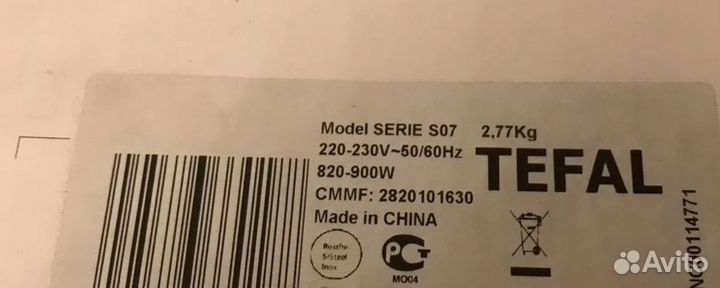 Model SERIE S07 2,77Kg
220-230V~50/60Hz
820-900W
TEFAL
CMMF: 2820101630
Made in CHINA
Rostfrei
S/Steel
Inox
РСТ
MO04
Avito